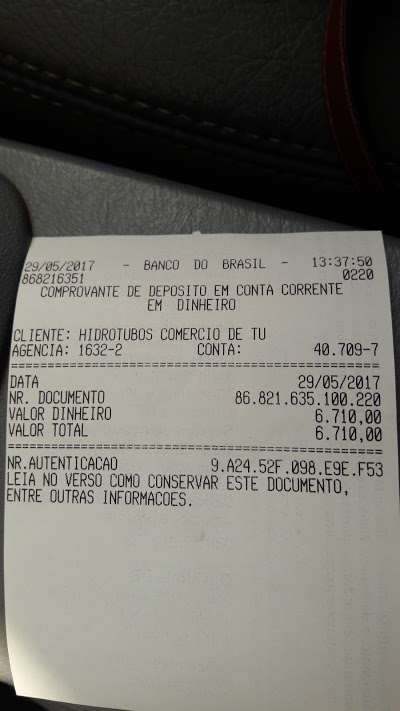 29/05/2017 - BANCO DO BRASIL - 13:37:50
868216351 0220
COMPROVANTE DE DEPOSITO EM CONTA CORRENTE
EM DINHEIRO
CLIENTE: HIDROTUBOS COMERCIO DE TU
AGENCIA: 1632-2 CONTA: 40.709-7
================================================
DATA 29/05/2017
NR. DOCUMENTO 86.821.635.100.220
VALOR DINHEIRO 6.710,00
VALOR TOTAL 6.710,00
================================================
NR.AUTENTICACAO 9.A24.52F.098.E9E.F53
LEIA NO VERSO COMO CONSERVAR ESTE DOCUMENTO,
ENTRE OUTRAS INFORMACOES.